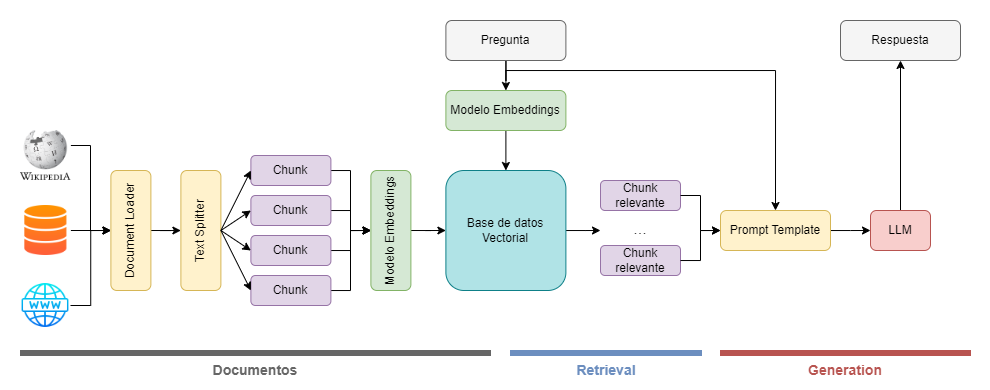 Pregunta
Respuesta
Modelo Embeddings
WIKIPEDIA
Document Loader
Text Splitter
Chunk
Chunk
Chunk
Chunk
Modelo Embeddings
Base de datos
Vectorial
Chunk
relevante
...
Chunk
relevante
Prompt Template
LLM
WWW
Documentos
Retrieval
Generation